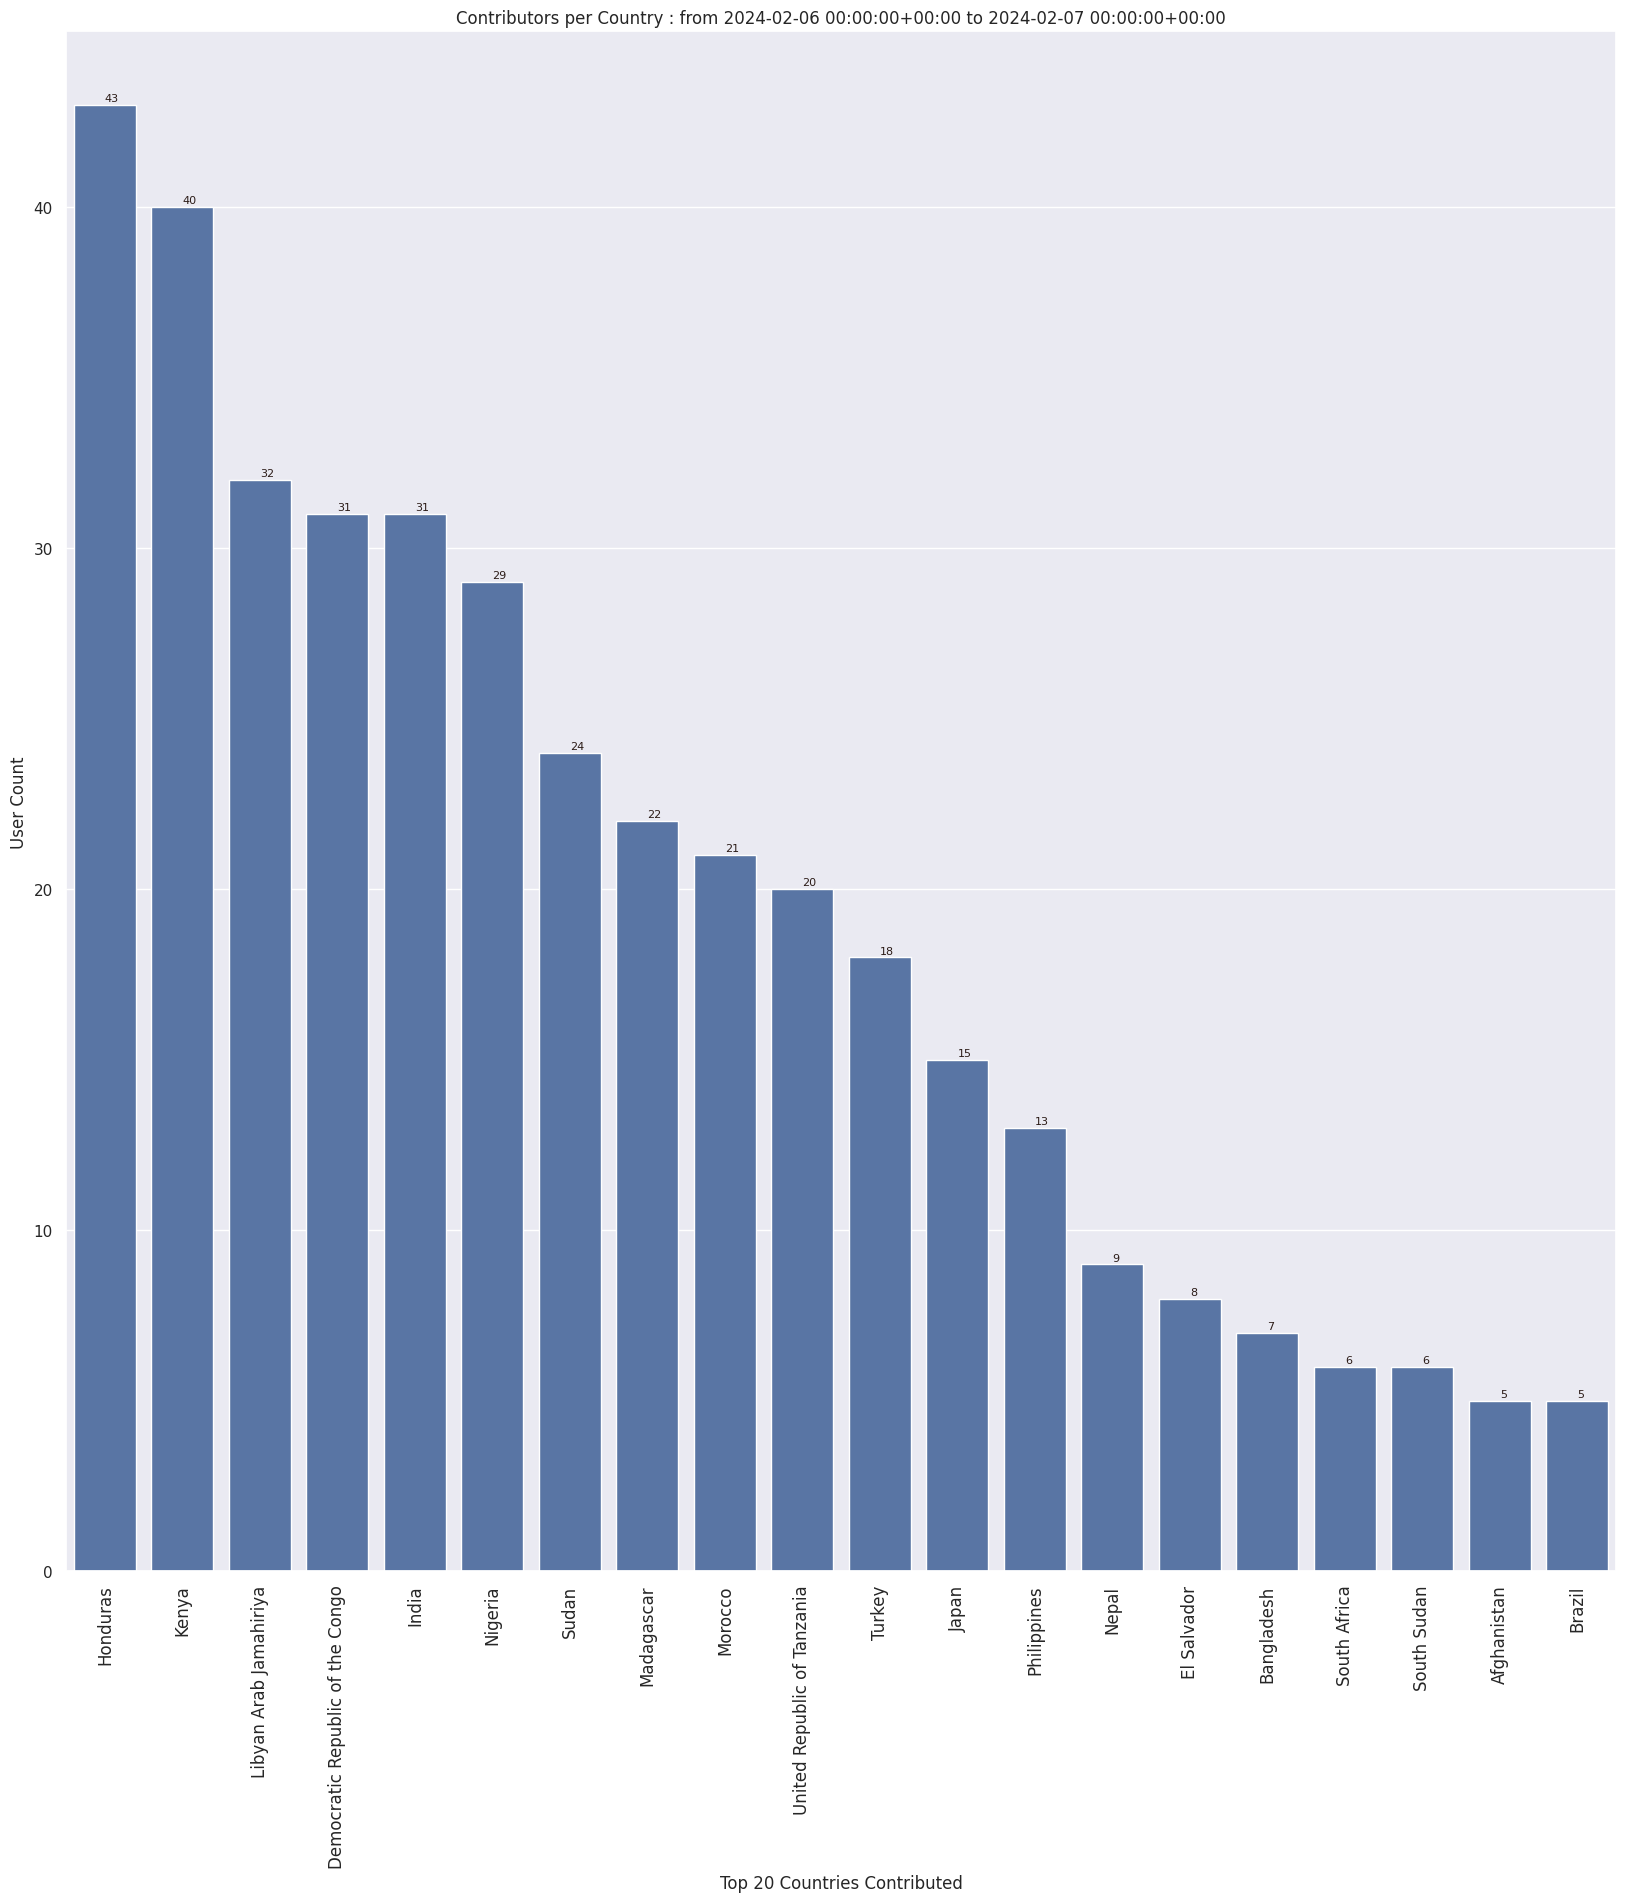 Contributors per Country : from 2024-02-06 00:00:00+00:00 to 2024-02-07 00:00:00+00:00
User Count
40
30
20
10
0
43
40
32
31
31
29
24
22
21
20
18
15
13
9
8
7
6
6
5
5
Honduras
Kenya
Libyan Arab Jamahiriya
Democratic Republic of the Congo
India
Nigeria
Sudan
Madagascar
Morocco
United Republic of Tanzania
Turkey
Japan
Philippines
Nepal
El Salvador
Bangladesh
South Africa
South Sudan
Afghanistan
Brazil
Top 20 Countries Contributed